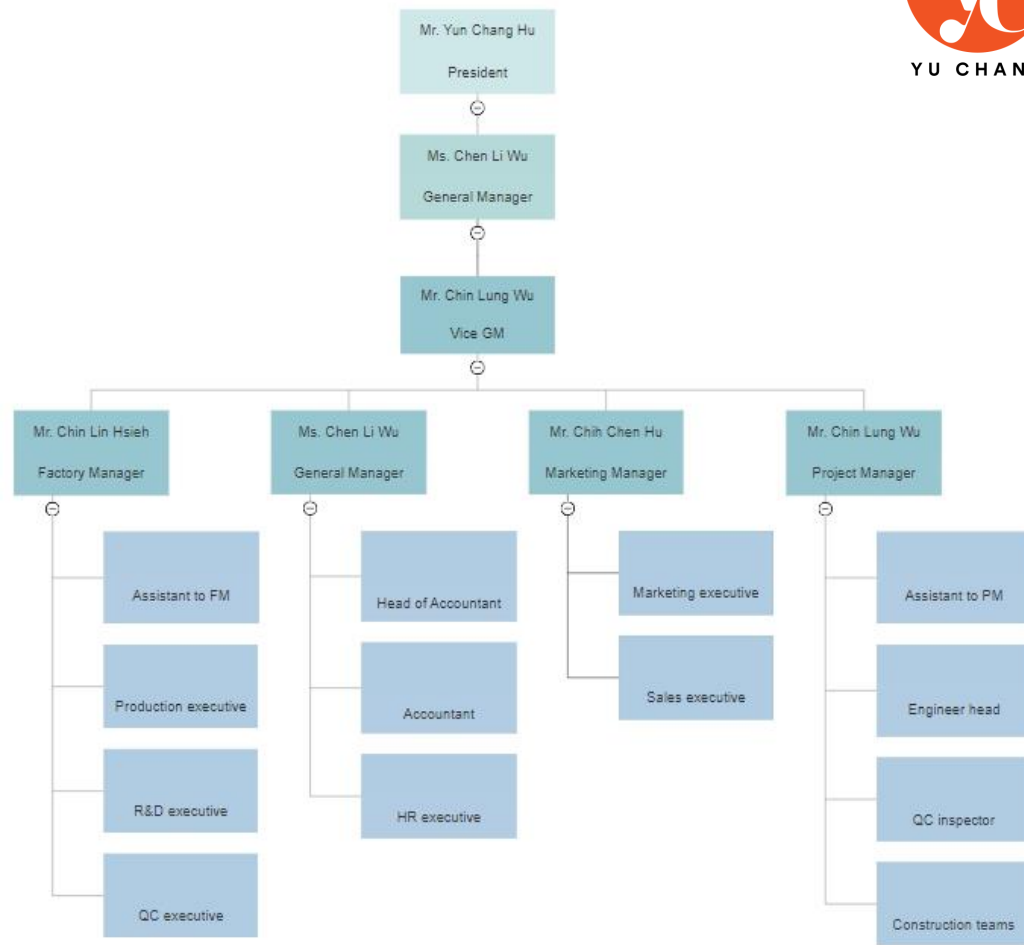 YU CHAN
Mr. Yun Chang Hu
President
Ms. Chen Li Wu
General Manager
Mr. Chin Lung Wu
Vice GM
Mr. Chin Lin Hsieh
Factory Manager
Assistant to FM
Production executive
R&D executive
QC executive
Ms. Chen Li Wu
General Manager
Head of Accountant
Accountant
HR executive
Mr. Chih Chen Hu
Marketing Manager
Marketing executive
Sales executive
Mr. Chin Lung Wu
Project Manager
Assistant to PM
Engineer head
QC inspector
Construction teams